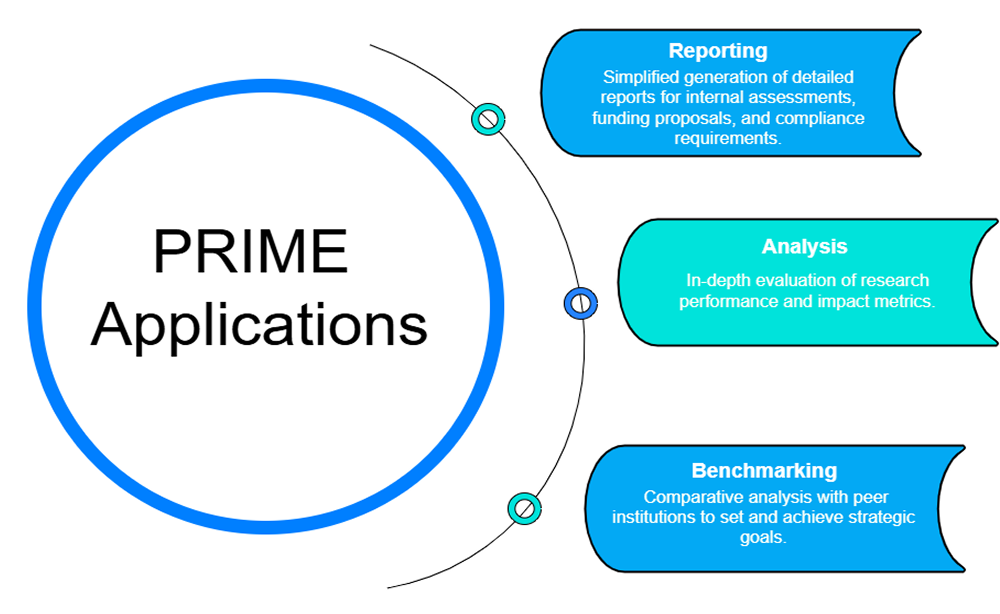 PRIME
Applications
Reporting
Simplified generation of detailed
reports for internal assessments,
funding proposals, and compliance
requirements.
Analysis
In-depth evaluation of research
performance and impact metrics.
Benchmarking
Comparative analysis with peer
institutions to set and achieve strategic
goals.